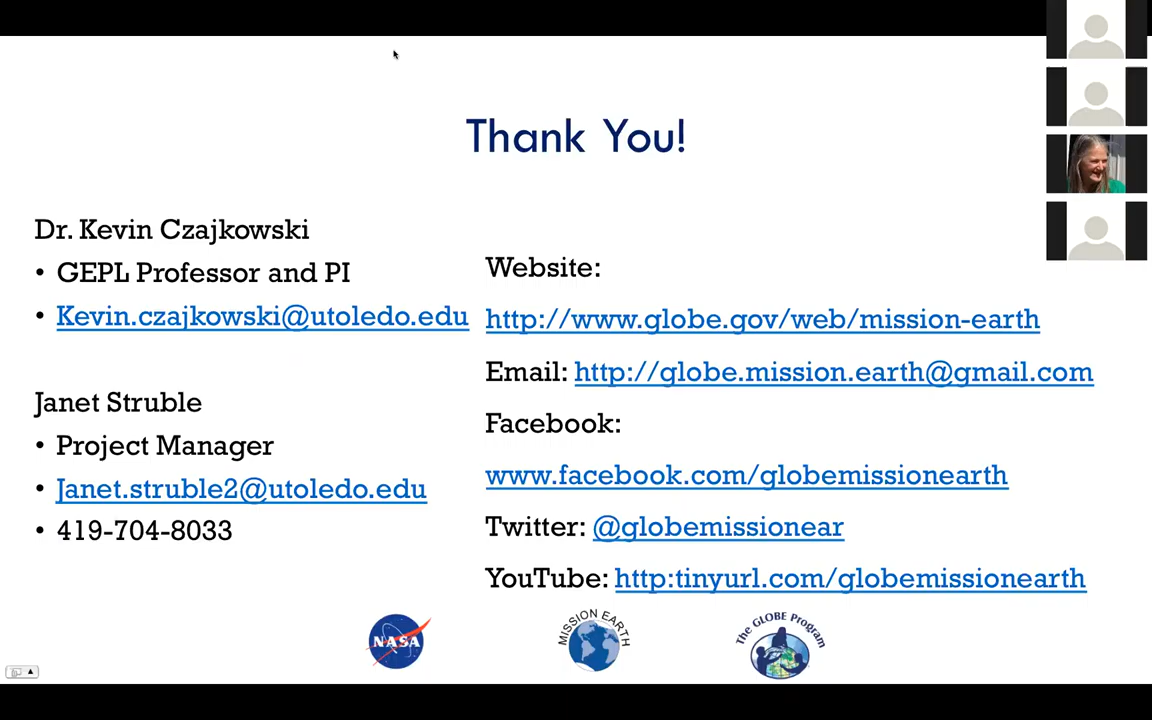 Thank You!
Dr. Kevin Czajkowski
• GEPL Professor and PI
• Kevin.czajkowski@utoledo.edu
Janet Struble
• Project Manager
• Janet.struble2@utoledo.edu
• 419-704-8033
Website:
http://www.globe.gov/web/mission-earth
Email: http://globe.mission.earth@gmail.com
Facebook:
www.facebook.com/globemissionearth
Twitter: @globemissionear
YouTube: http:tinyurl.com/globemissionearth
NASA
MISSION EARTH
The GLOBE Program